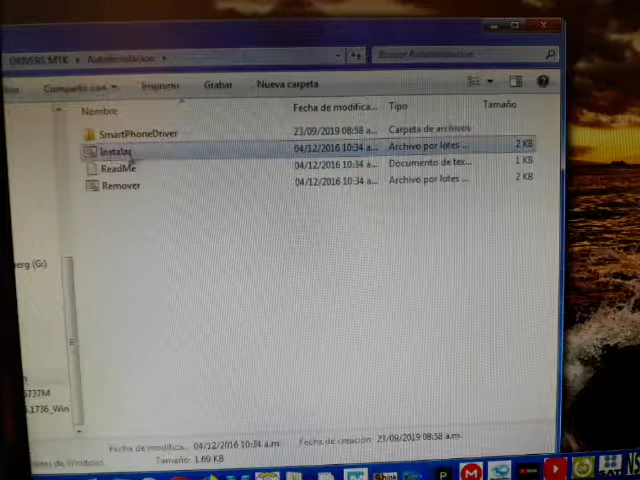 DRIVERS MTK ▸ AutoInstalacion ▸
Buscar AutoInstalacion
Compartir con Imprimir Grabar Nueva carpeta
Nombre Fecha de modifica... Tipo Tamaño
SmartPhoneDriver 23/09/2019 08:58 a... Carpeta de archivos
Instalar 04/12/2016 10:34 a... Archivo por lotes ... 2 KB
ReadMe 04/12/2016 10:34 a... Documento de tex... 1 KB
Remover 04/12/2016 10:34 a... Archivo por lotes ... 2 KB
(G:)
6737M
.1736_Win
Fecha de modifica... 04/12/2016 10:34 a.m. Fecha de creación: 23/09/2019 08:58 a.m.
lotes de Windows Tamaño: 1.69 KB